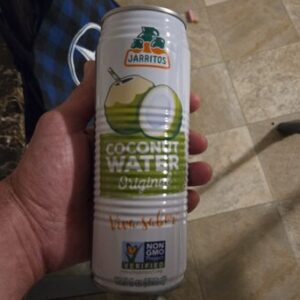 JARRITOS
COCONUT
WATER
Original
Vive Sabor
NON
GMO
Project
VERIFIED